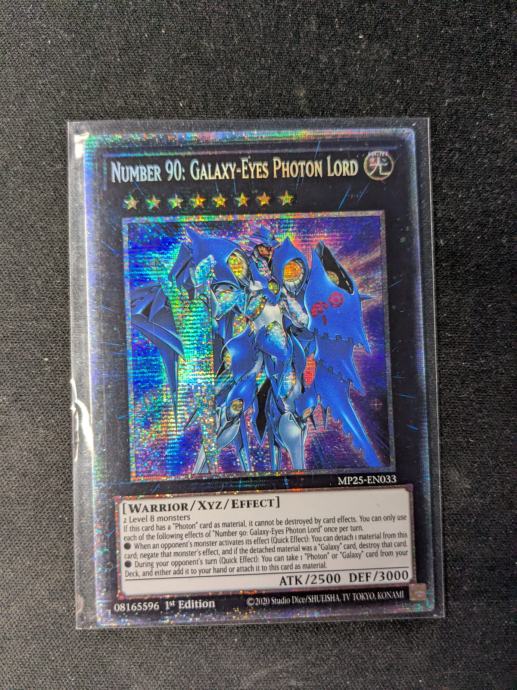 NUMBER 90: GALAXY-EYES PHOTON LORD
光
MP25-EN033
[WARRIOR/XYZ/EFFECT]
2 Level 8 monsters
If this card has a "Photon" card as material, it cannot be destroyed by card effects. You can only use
each of the following effects of "Number 90: Galaxy-Eyes Photon Lord" once per turn.
● When an opponent's monster activates its effect (Quick Effect): You can detach 1 material from this
card; negate that monster's effect, and if the detached material was a "Galaxy" card, destroy that card.
● During your opponent's turn (Quick Effect): You can take 1 "Photon" or "Galaxy" card from your
Deck, and either add it to your hand or attach it to this card as material.
ATK/2500 DEF/3000
08165596 1st Edition ©2020 Studio Dice/SHUEISHA, TV TOKYO, KONAMI